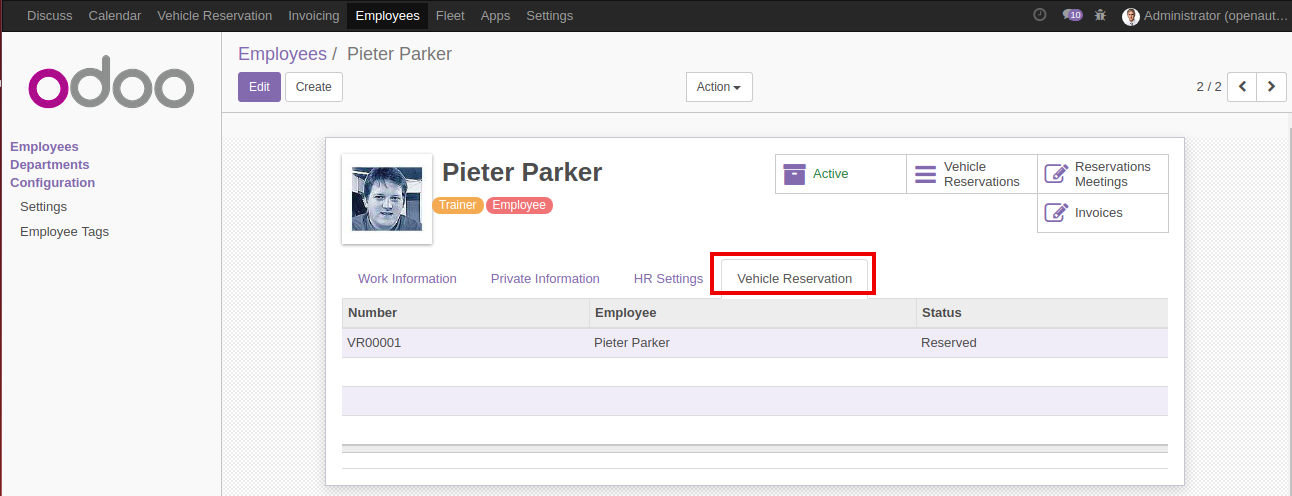 Discuss Calendar Vehicle Reservation Invoicing Employees Fleet Apps Settings 10 Administrator (openaut...
odoo
Employees / Pieter Parker
Edit Create Action 2 / 2
Employees
Departments
Configuration
Settings
Employee Tags
Pieter Parker
Trainer Employee
Active
Vehicle
Reservations
Reservations
Meetings
Invoices
Work Information Private Information HR Settings Vehicle Reservation
Number Employee Status
VR00001 Pieter Parker Reserved